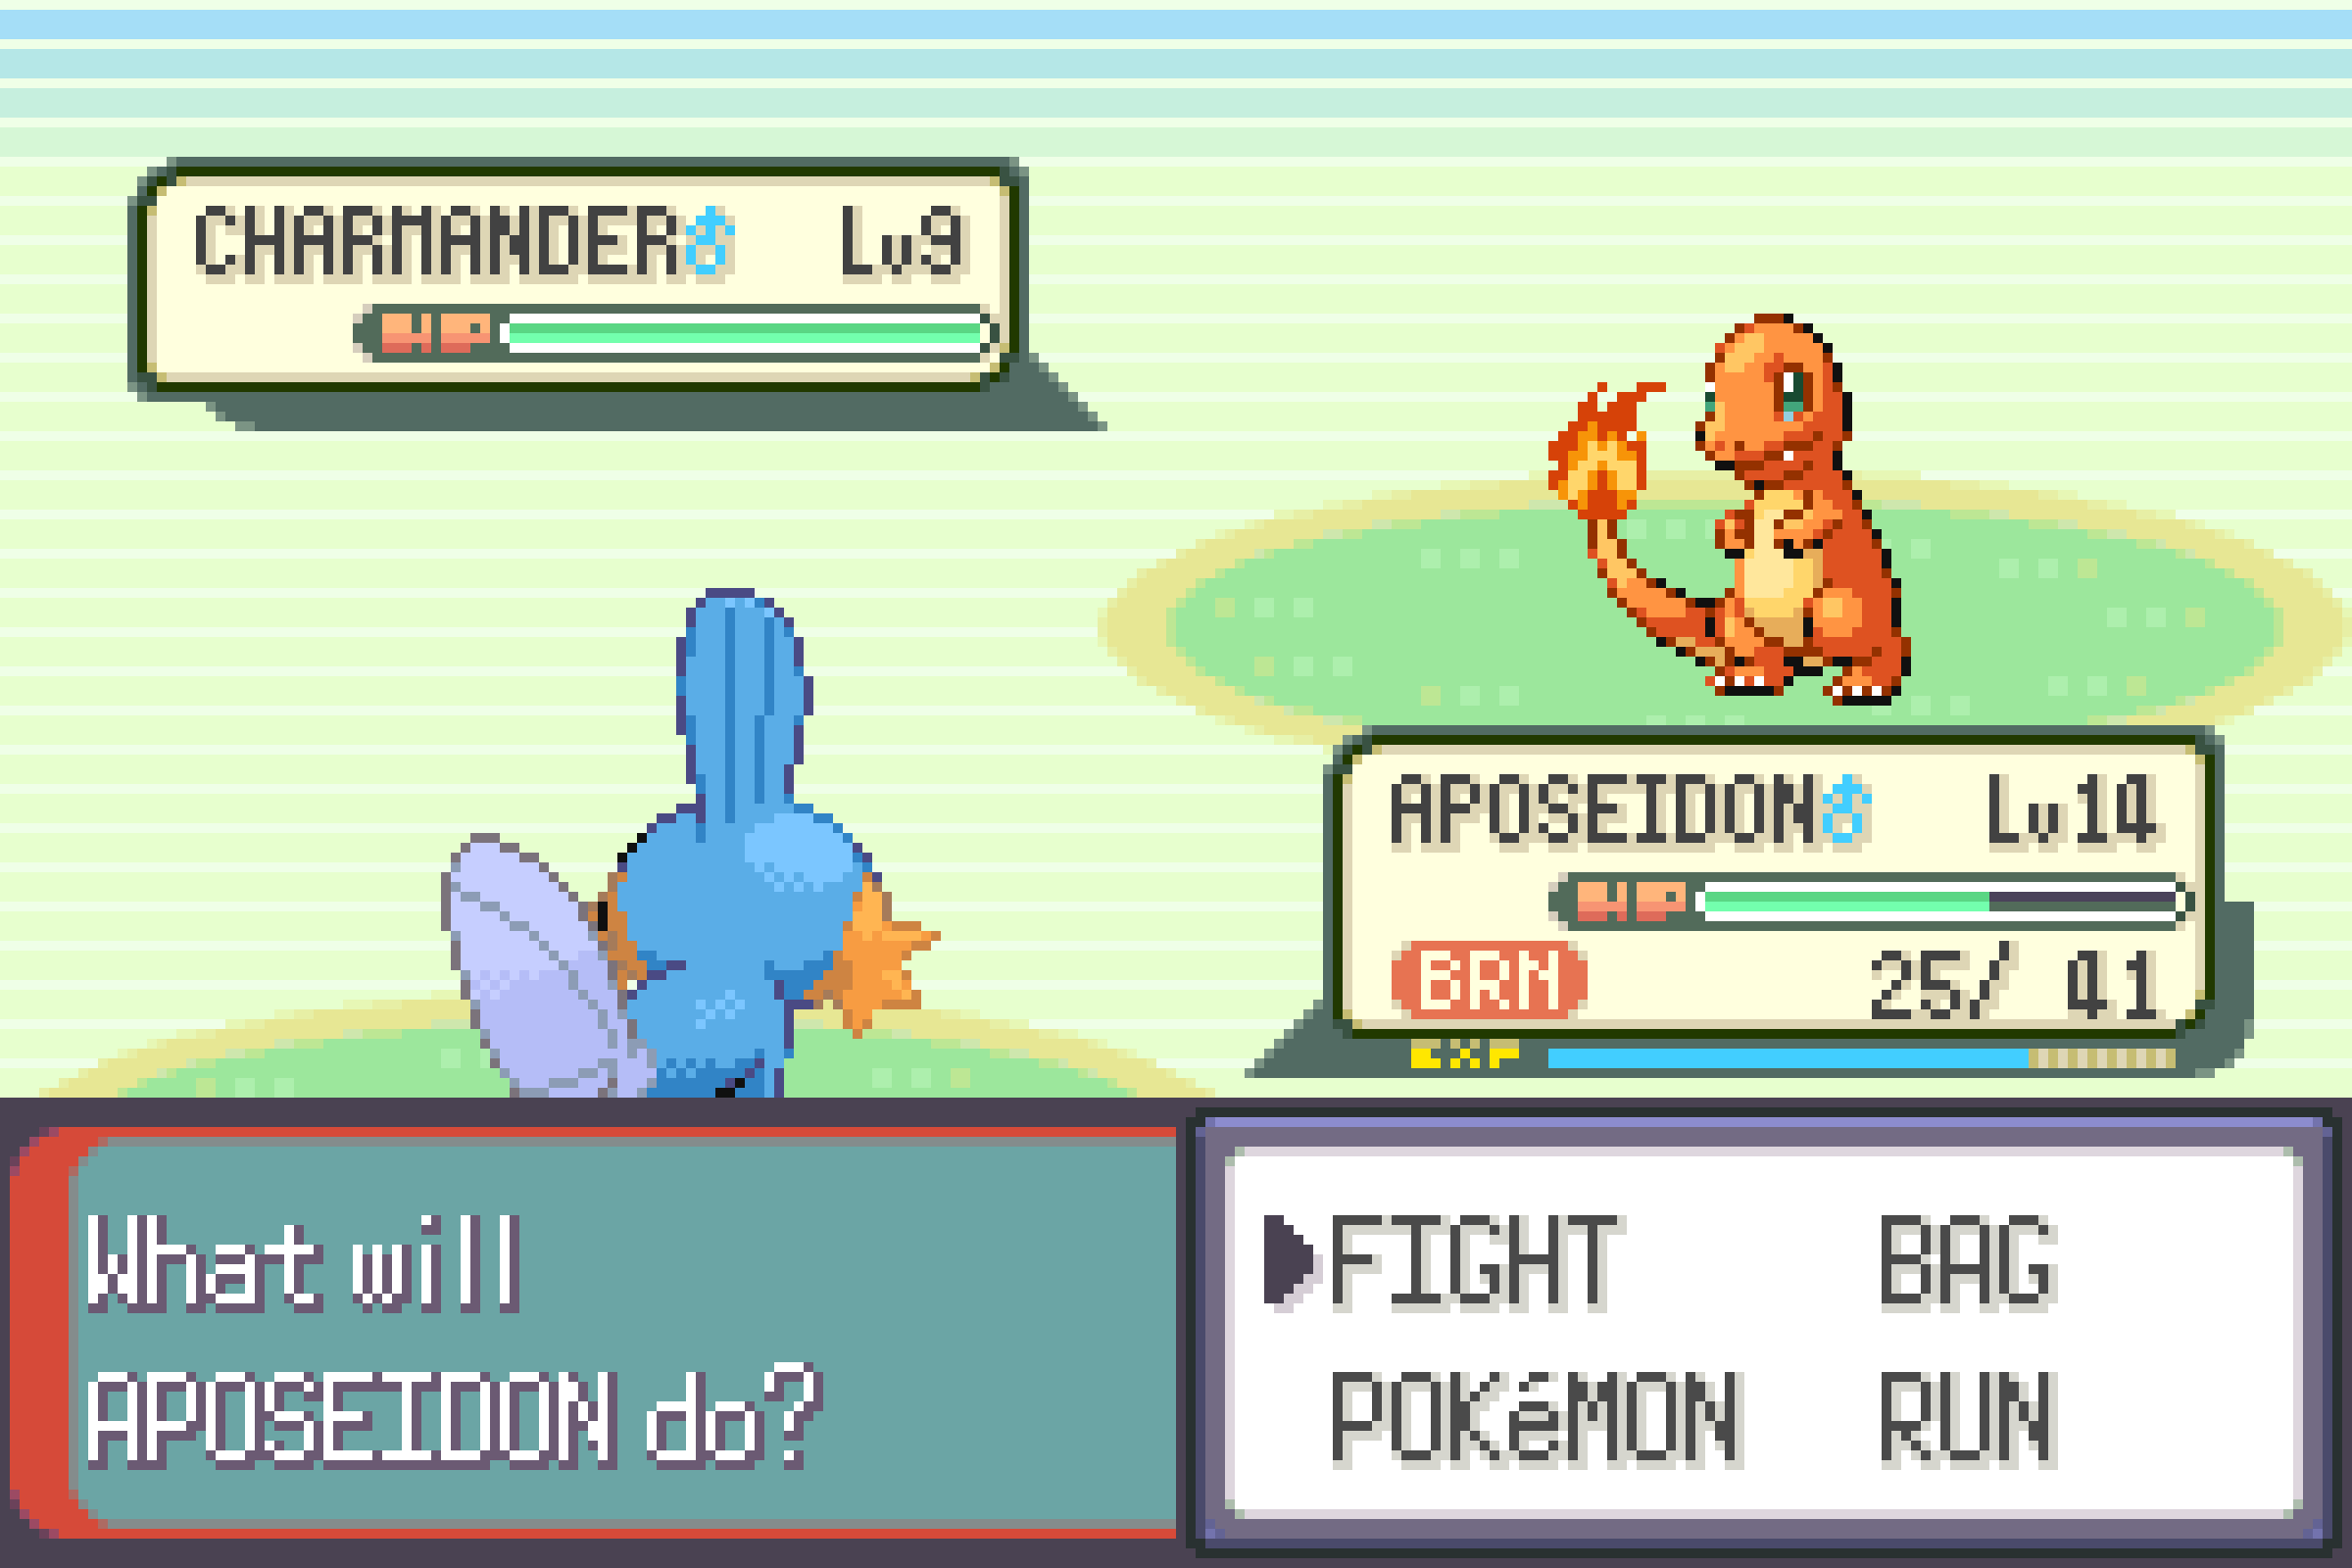 CHARMANDER♂ Lv9
HP
APOSEIDON♂ Lv14
HP
BRN 25/ 41
EXP
What will
APOSEIDON do?
FIGHT BAG
POKéMON RUN